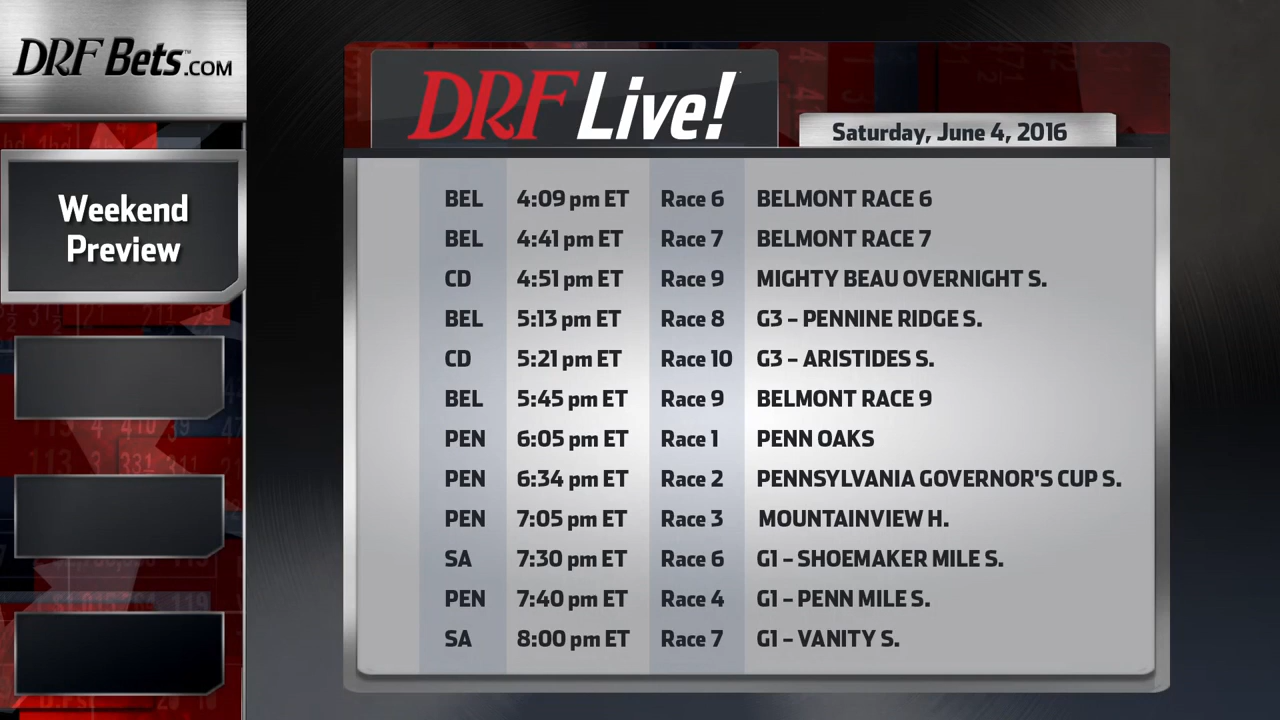 DRF Bets™.COM
Weekend
Preview
DRF Live!
Saturday, June 4, 2016
BEL 4:09 pm ET Race 6 BELMONT RACE 6
BEL 4:41 pm ET Race 7 BELMONT RACE 7
CD 4:51 pm ET Race 9 MIGHTY BEAU OVERNIGHT S.
BEL 5:13 pm ET Race 8 G3 – PENNINE RIDGE S.
CD 5:21 pm ET Race 10 G3 – ARISTIDES S.
BEL 5:45 pm ET Race 9 BELMONT RACE 9
PEN 6:05 pm ET Race 1 PENN OAKS
PEN 6:34 pm ET Race 2 PENNSYLVANIA GOVERNOR'S CUP S.
PEN 7:05 pm ET Race 3 MOUNTAINVIEW H.
SA 7:30 pm ET Race 6 G1 – SHOEMAKER MILE S.
PEN 7:40 pm ET Race 4 G1 – PENN MILE S.
SA 8:00 pm ET Race 7 G1 – VANITY S.